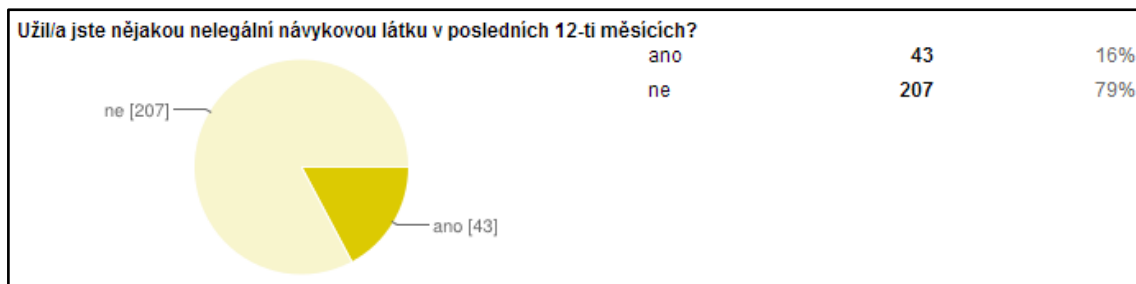 Užil/a jste nějakou nelegální návykovou látku v posledních 12-ti měsících?
ano 43 16%
ne 207 79%
ne [207]
ano [43]